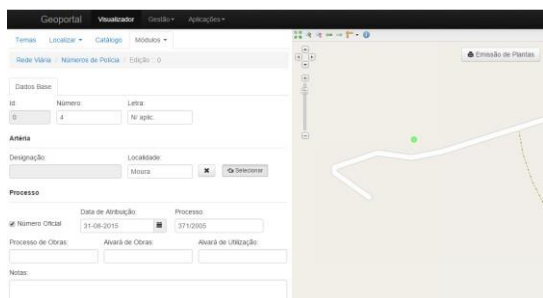 Geoportal Visualizador Gestão Aplicações
Temas Localizar Catálogo Módulos
Emissão de Plantas
Rede Viária / Números de Polícia / Edição : 0
Dados Base
Id: Número: Letra:
0 4 N/ aplic.
Artéria
Designação: Localidade:
Moura Selecionar
Processo
Data de Atribuição: Processo:
Número Oficial 31-08-2015 371/2005
Processo de Obras: Alvará de Obras: Alvará de Utilização:
Notas: